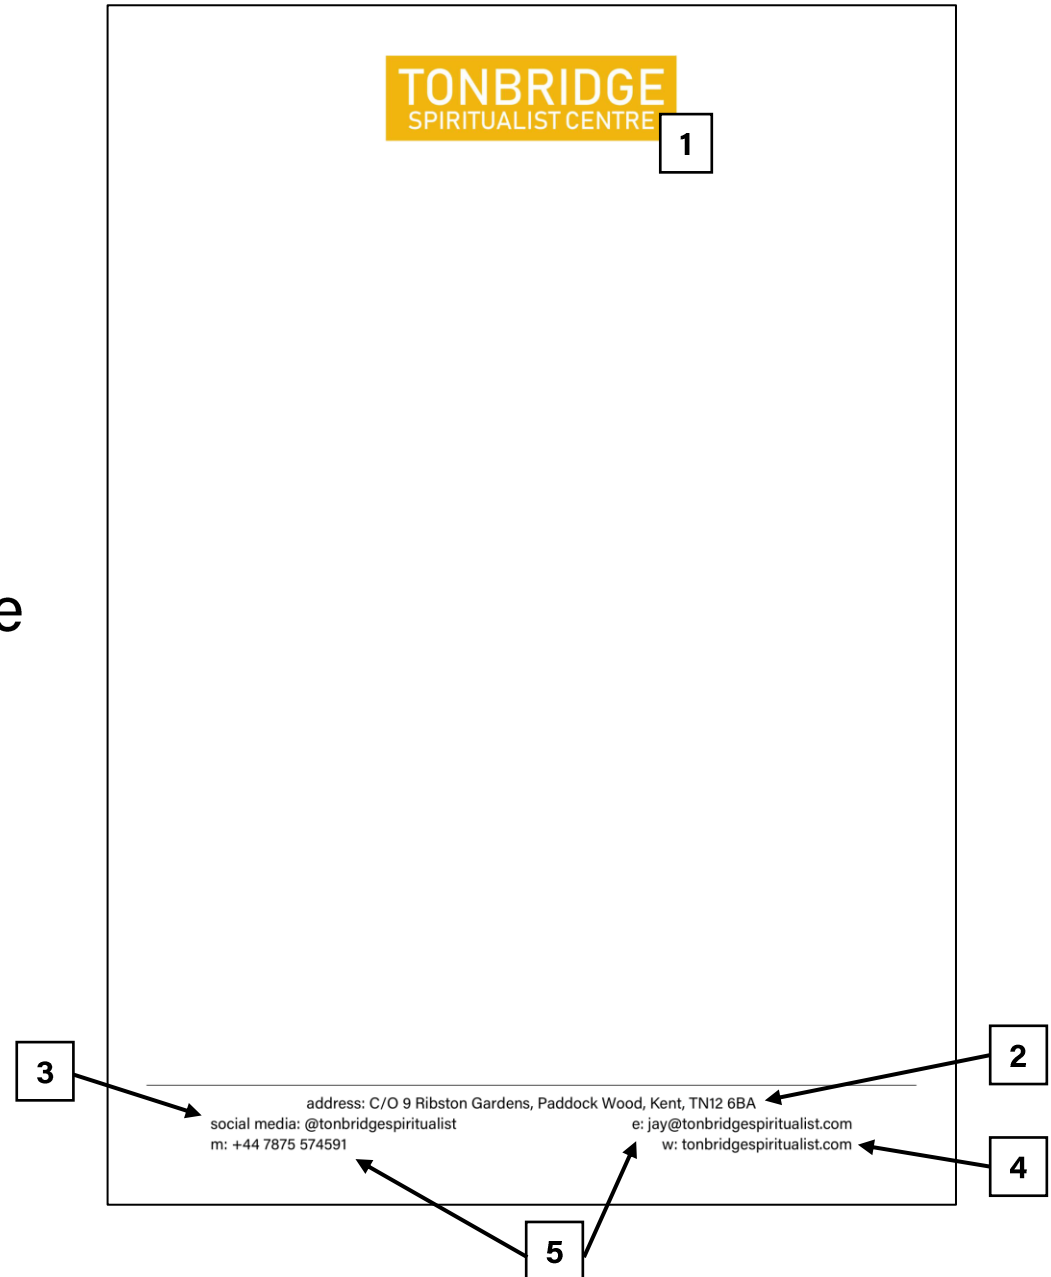 TONBRIDGE
SPIRITUALIST CENTRE
1
e
3
2
address: C/O 9 Ribston Gardens, Paddock Wood, Kent, TN12 6BA
social media: @tonbridgespiritualist
e: jay@tonbridgespiritualist.com
m: +44 7875 574591
w: tonbridgespiritualist.com
4
5